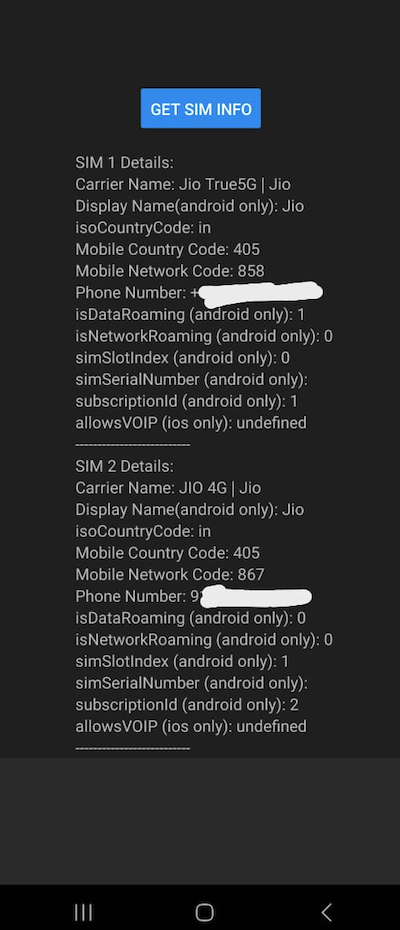 GET SIM INFO
SIM 1 Details:
Carrier Name: Jio True5G | Jio
Display Name(android only): Jio
isoCountryCode: in
Mobile Country Code: 405
Mobile Network Code: 858
Phone Number: +
isDataRoaming (android only): 1
isNetworkRoaming (android only): 0
simSlotIndex (android only): 0
simSerialNumber (android only):
subscriptionId (android only): 1
allowsVOIP (ios only): undefined
--------------------------
SIM 2 Details:
Carrier Name: JIO 4G | Jio
Display Name(android only): Jio
isoCountryCode: in
Mobile Country Code: 405
Mobile Network Code: 867
Phone Number: 9
isDataRoaming (android only): 0
isNetworkRoaming (android only): 0
simSlotIndex (android only): 1
simSerialNumber (android only):
subscriptionId (android only): 2
allowsVOIP (ios only): undefined
--------------------------